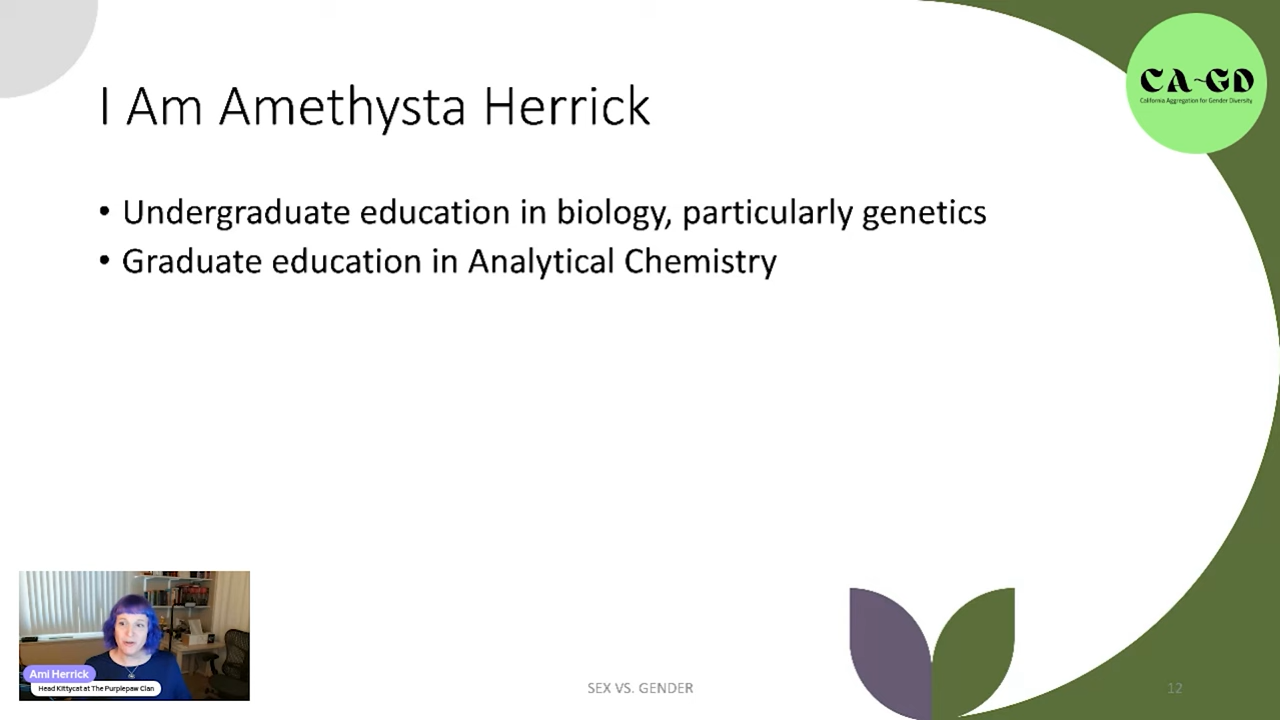 I Am Amethysta Herrick
CA~GD
California Aggregation for Gender Diversity
• Undergraduate education in biology, particularly genetics
• Graduate education in Analytical Chemistry
Ami Herrick
Head Kittycat at The Purplepaw Clan
SEX VS. GENDER
12